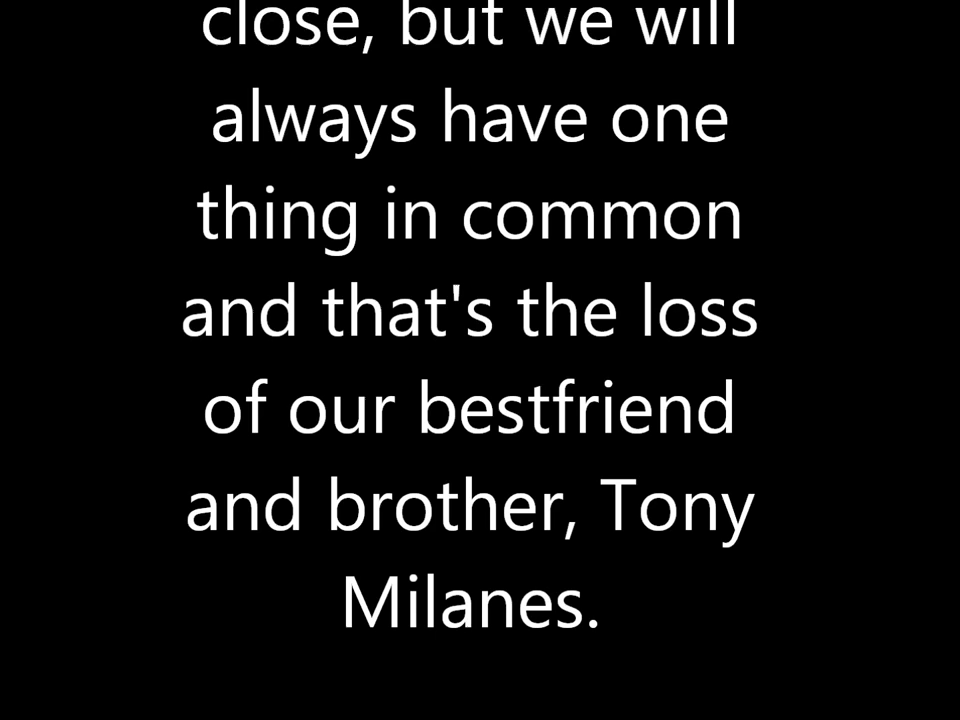 close, but we will
always have one
thing in common
and that's the loss
of our bestfriend
and brother, Tony
Milanes.